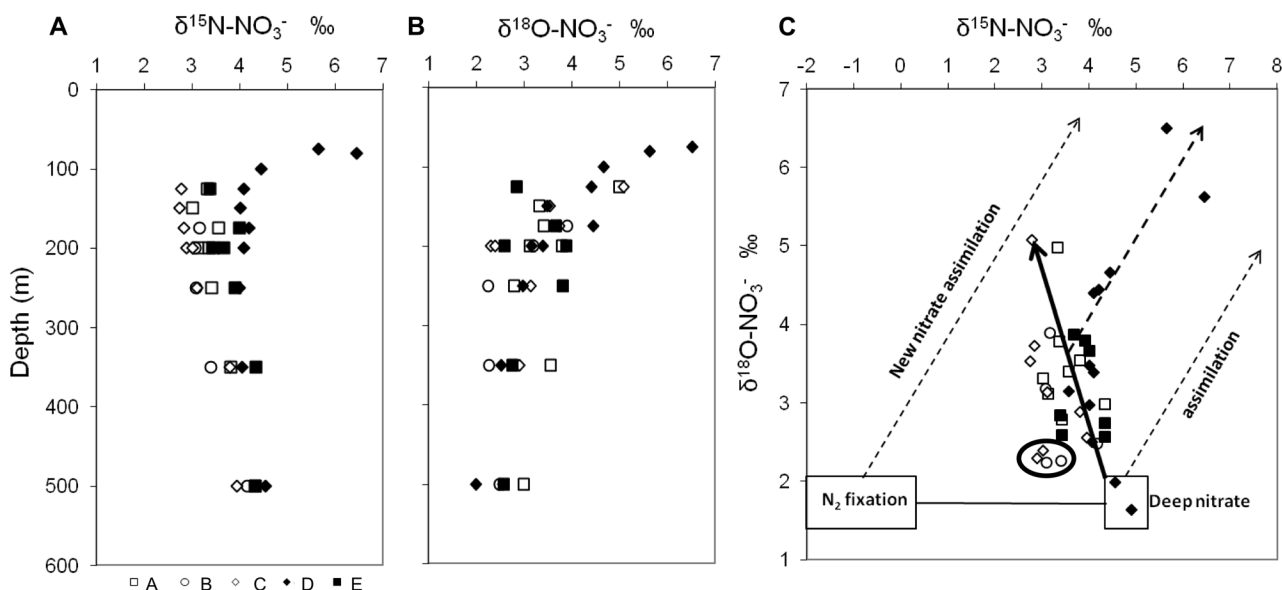 A δ¹⁵N-NO₃⁻ ‰
1 2 3 4 5 6 7
0
100
200
300
400
500
600
Depth (m)
□ A ○ B ◇ C ◆ D ■ E
B δ¹⁸O-NO₃⁻ ‰
1 2 3 4 5 6 7
C δ¹⁵N-NO₃⁻ ‰
-2 -1 0 1 2 3 4 5 6 7 8
7
6
5
4
3
2
1
δ¹⁸O-NO₃⁻ ‰
New nitrate assimilation
assimilation
N₂ fixation
Deep nitrate